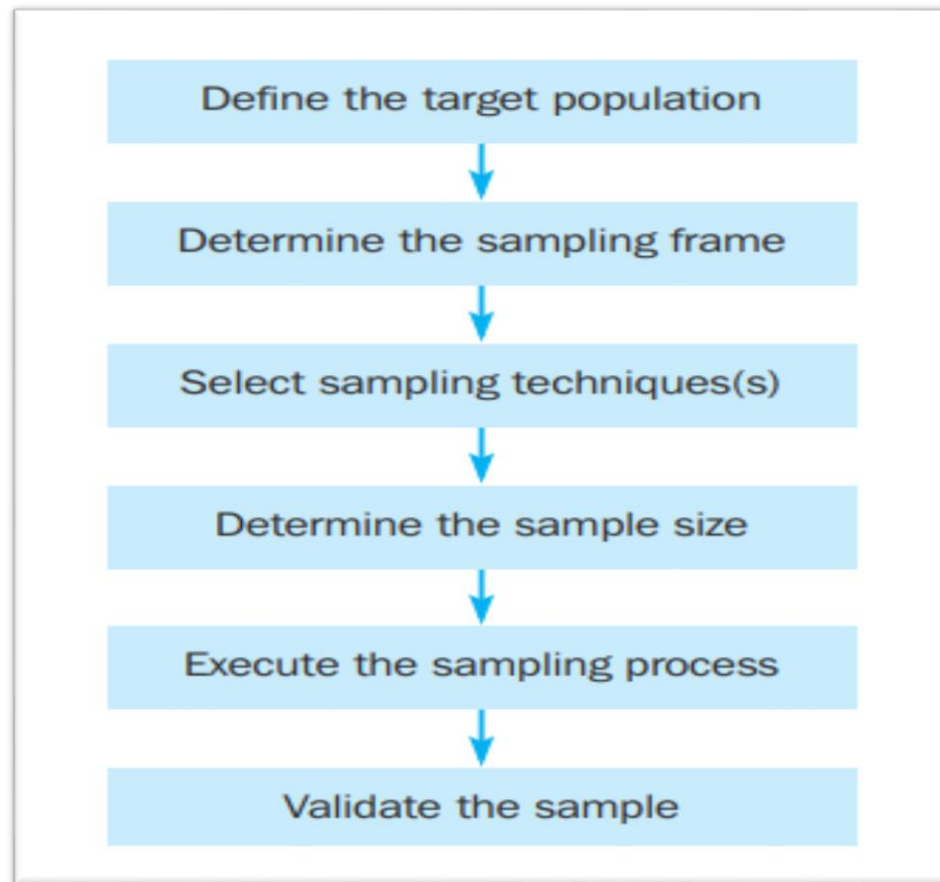 Define the target population
Determine the sampling frame
Select sampling techniques(s)
Determine the sample size
Execute the sampling process
Validate the sample